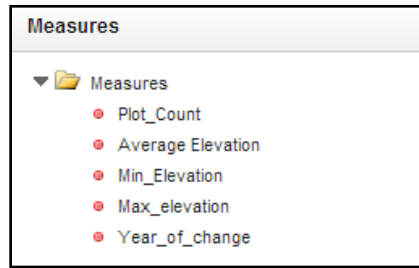 Measures
Measures
Plot_Count
Average Elevation
Min_Elevation
Max_elevation
Year_of_change